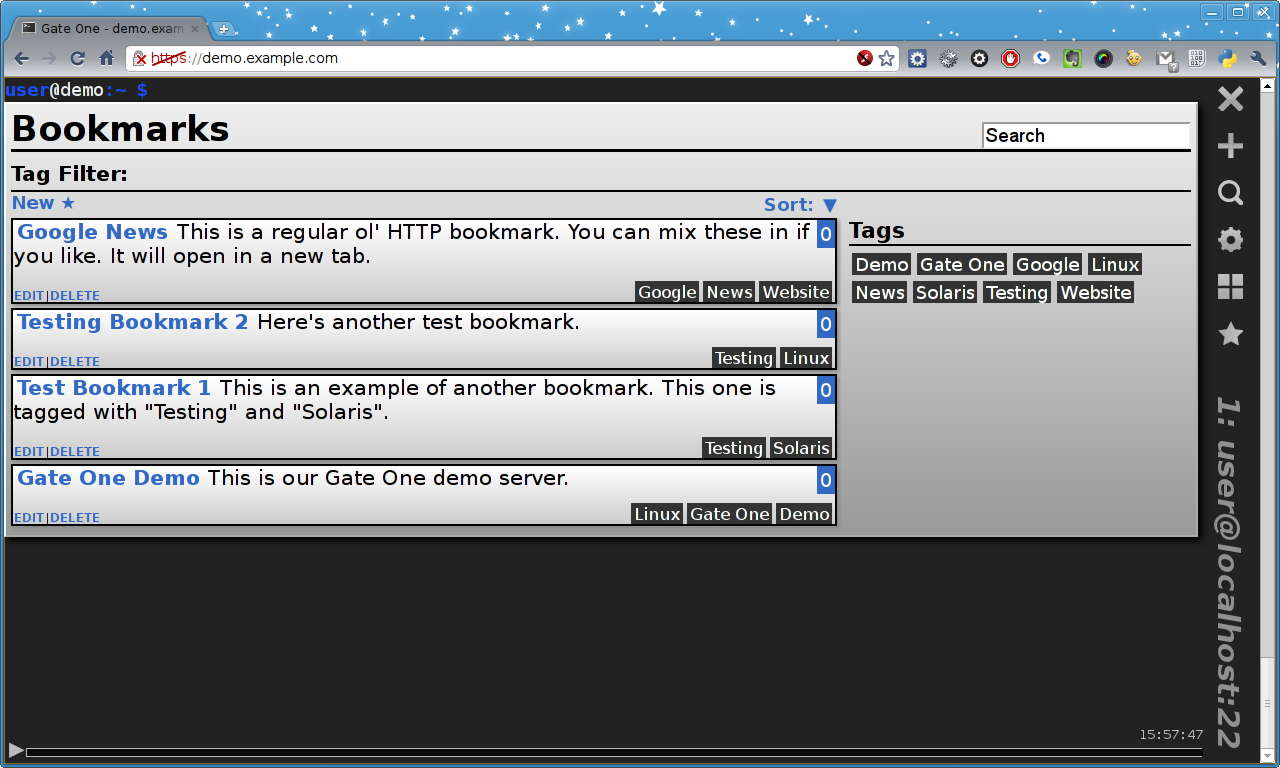 Gate One - demo.exam
https://demo.example.com
user@demo:~ $
Bookmarks
Search
Tag Filter:
New ★
Sort: ▼
Google News This is a regular ol' HTTP bookmark. You can mix these in if
you like. It will open in a new tab.
0
EDIT|DELETE
Google News Website
Testing Bookmark 2 Here's another test bookmark.
0
EDIT|DELETE
Testing Linux
Test Bookmark 1 This is an example of another bookmark. This one is
tagged with "Testing" and "Solaris".
0
EDIT|DELETE
Testing Solaris
Gate One Demo This is our Gate One demo server.
0
EDIT|DELETE
Linux Gate One Demo
Tags
Demo Gate One Google Linux
News Solaris Testing Website
1: user@localhost:22
15:57:47